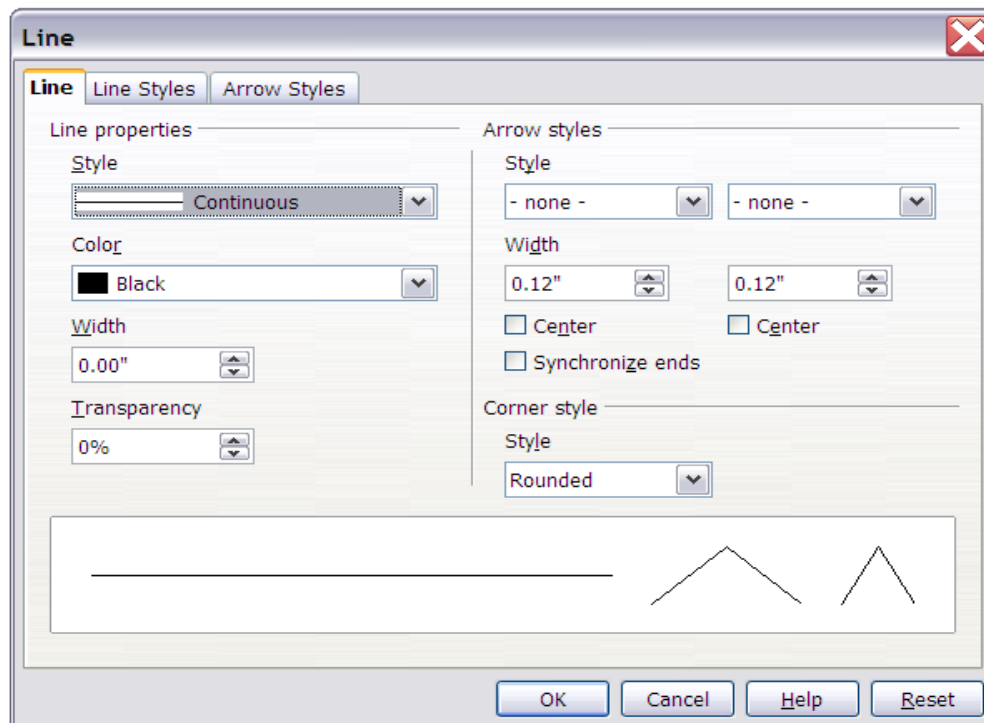 Line
Line Line Styles Arrow Styles
Line properties
Style
Continuous
Color
Black
Width
0.00"
Transparency
0%
Arrow styles
Style
- none - - none -
Width
0.12" 0.12"
Center Center
Synchronize ends
Corner style
Style
Rounded
OK Cancel Help Reset